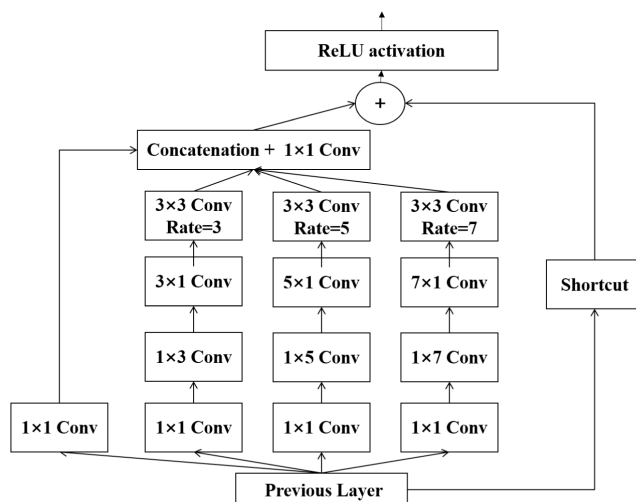 ReLU activation
+
Concatenation + 1×1 Conv
3×3 Conv
Rate=3
3×3 Conv
Rate=5
3×3 Conv
Rate=7
3×1 Conv
5×1 Conv
7×1 Conv
Shortcut
1×3 Conv
1×5 Conv
1×7 Conv
1×1 Conv
1×1 Conv
1×1 Conv
1×1 Conv
Previous Layer